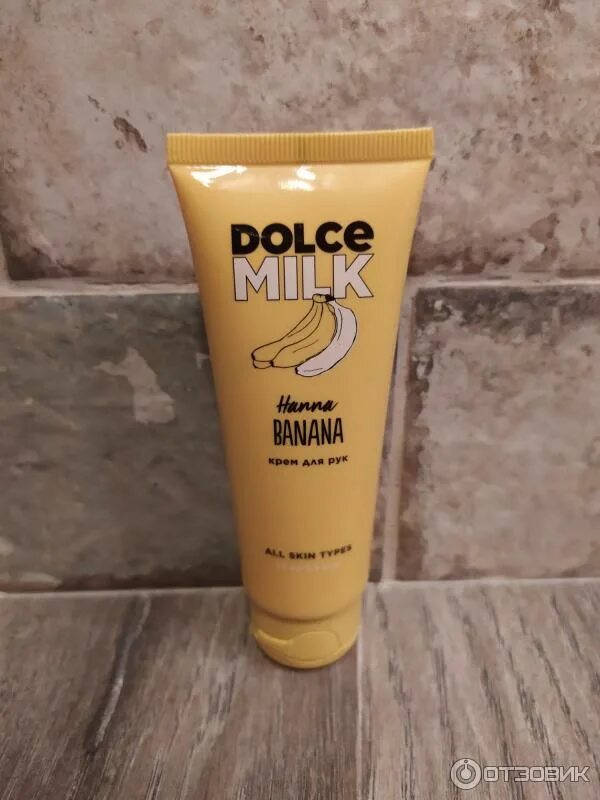 DOLCE
MILK
Hanna
BANANA
крем для рук
ALL SKIN TYPES
ОТЗОВИК